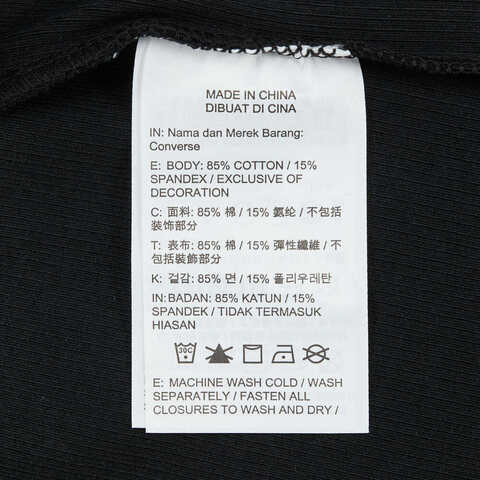 MADE IN CHINA
DIBUAT DI CINA
IN: Nama dan Merek Barang:
Converse
E: BODY: 85% COTTON / 15%
SPANDEX / EXCLUSIVE OF
DECORATION
C: 面料: 85% 棉 / 15% 氨纶 / 不包括
装饰部分
T: 表布: 85% 棉 / 15% 彈性纖維 / 不
包括裝飾部分
K: 겉감: 85% 면 / 15% 폴리우레탄
IN: BADAN: 85% KATUN / 15%
SPANDEK / TIDAK TERMASUK
HIASAN
30C
E: MACHINE WASH COLD / WASH
SEPARATELY / FASTEN ALL
CLOSURES TO WASH AND DRY /